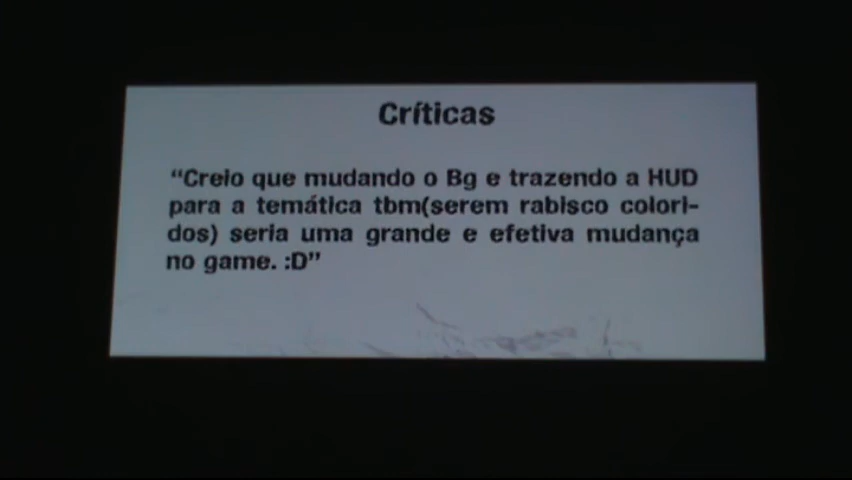 Críticas
“Creio que mudando o Bg e trazendo a HUD
para a temática tbm(serem rabisco colori-
dos) seria uma grande e efetiva mudança
no game. :D”